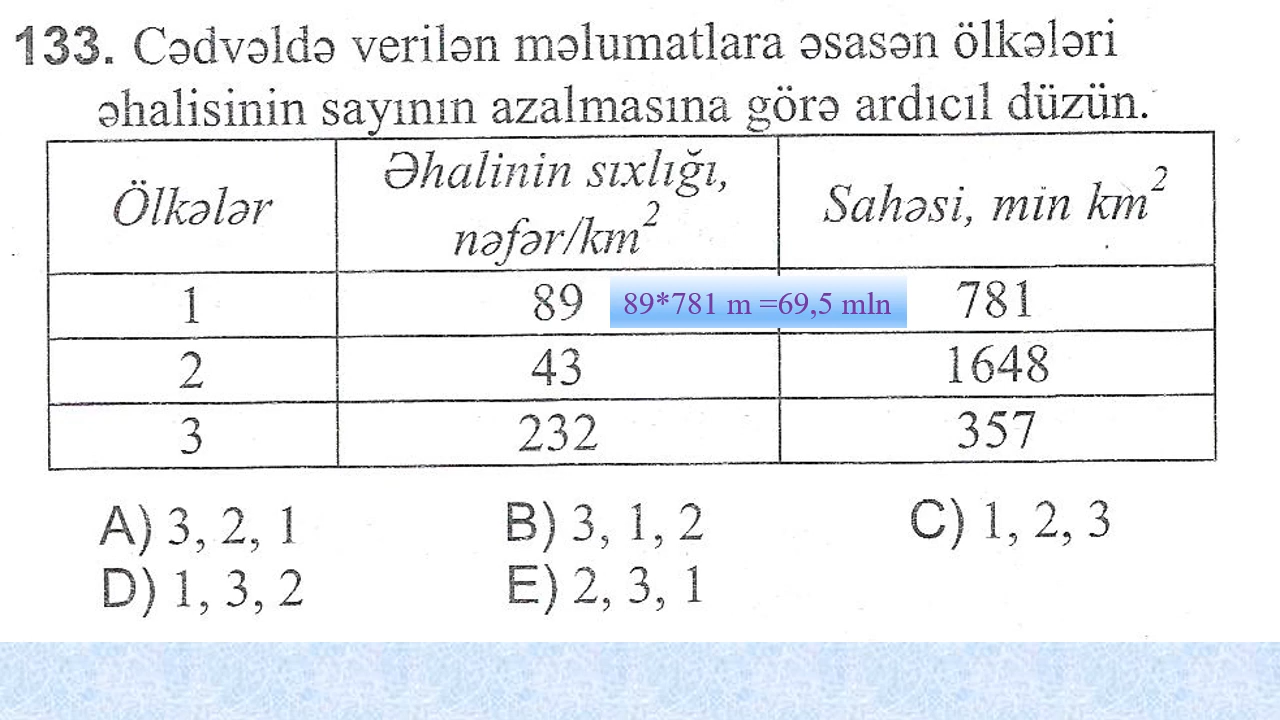 133. Cədvəldə verilən məlumatlara əsasən ölkələri
əhalisinin sayının azalmasına görə ardıcıl düzün.
Ölkələr
Əhalinin sıxlığı,
nəfər/km²
Sahəsi, min km²
1 89 89*781 m =69,5 mln 781
2 43 1648
3 232 357
A) 3, 2, 1 B) 3, 1, 2 C) 1, 2, 3
D) 1, 3, 2 E) 2, 3, 1